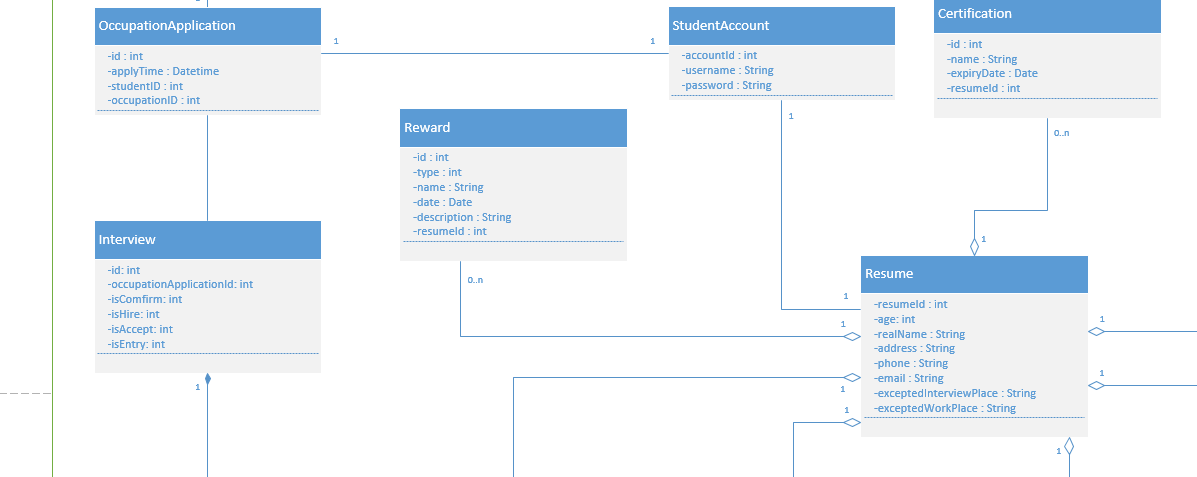 OccupationApplication
-id : int
-applyTime : Datetime
-studentID : int
-occupationID : int
1
1
StudentAccount
-accountId : int
-username : String
-password : String
1
Certification
-id : int
-name : String
-expiryDate : Date
-resumeId : int
0..n
Reward
-id : int
-type : int
-name : String
-date : Date
-description : String
-resumeId : int
0..n
Interview
-id: int
-occupationApplicationId: int
-isComfirm: int
-isHire: int
-isAccept: int
-isEntry: int
1
1
Resume
-resumeId : int
-age: int
-realName : String
-address : String
-phone : String
-email : String
-exceptedInterviewPlace : String
-exceptedWorkPlace : String
1
1
1
1
1
1
1